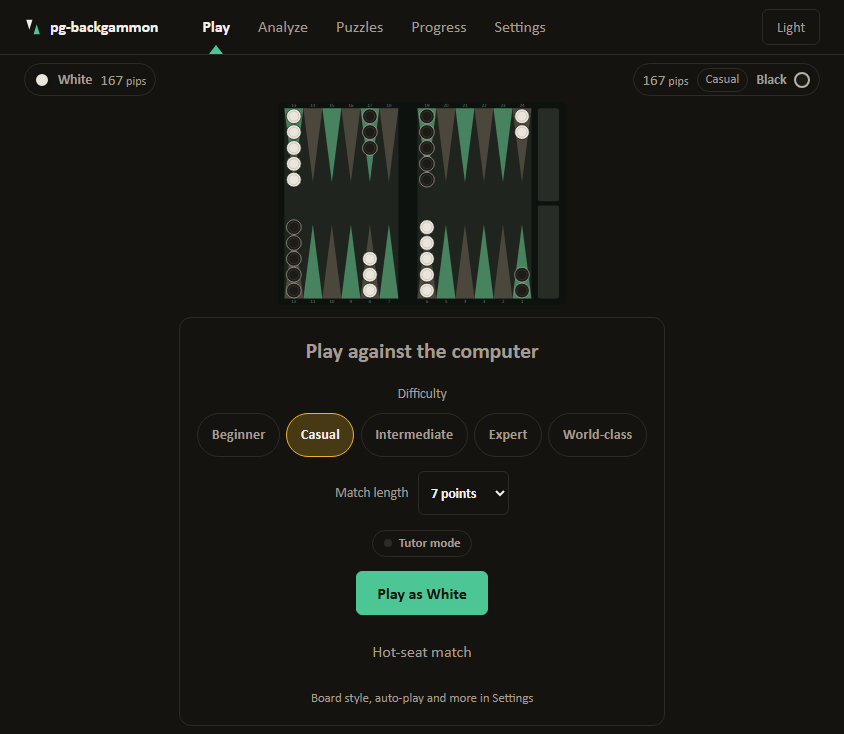 pg-backgammon Play Analyze Puzzles Progress Settings Light
White 167 pips 167 pips Casual Black
Play against the computer
Difficulty
Beginner Casual Intermediate Expert World-class
Match length 7 points
Tutor mode
Play as White
Hot-seat match
Board style, auto-play and more in Settings